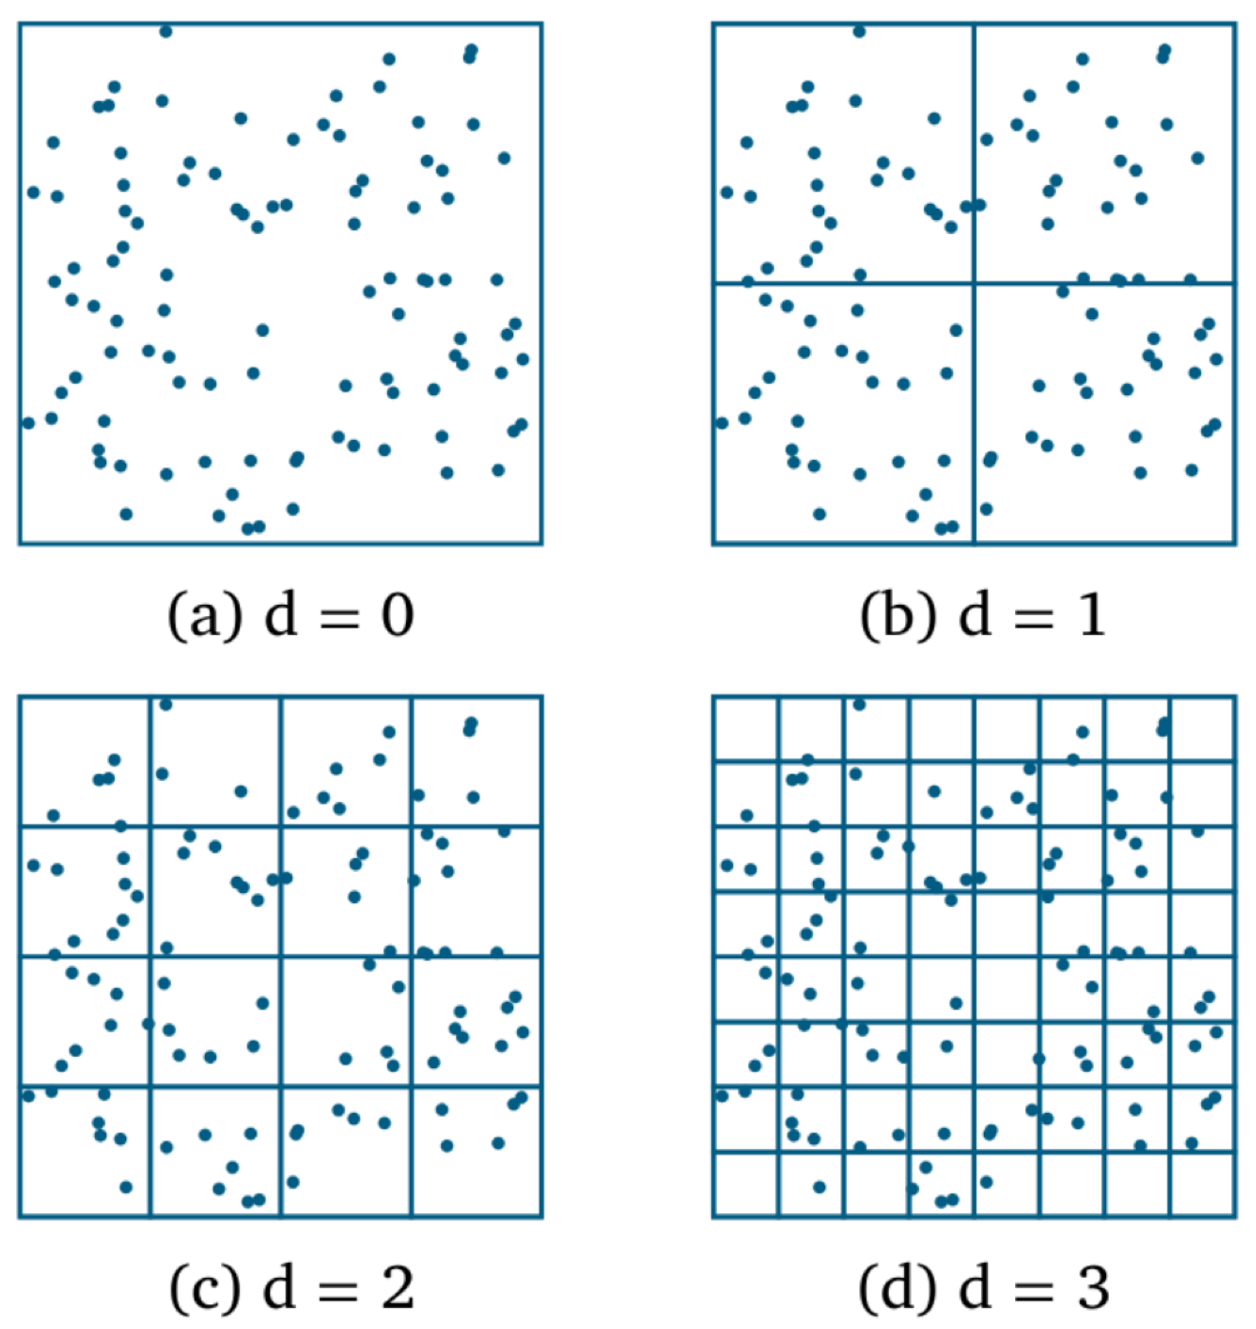 (a) d = 0
(b) d = 1
(c) d = 2
(d) d = 3